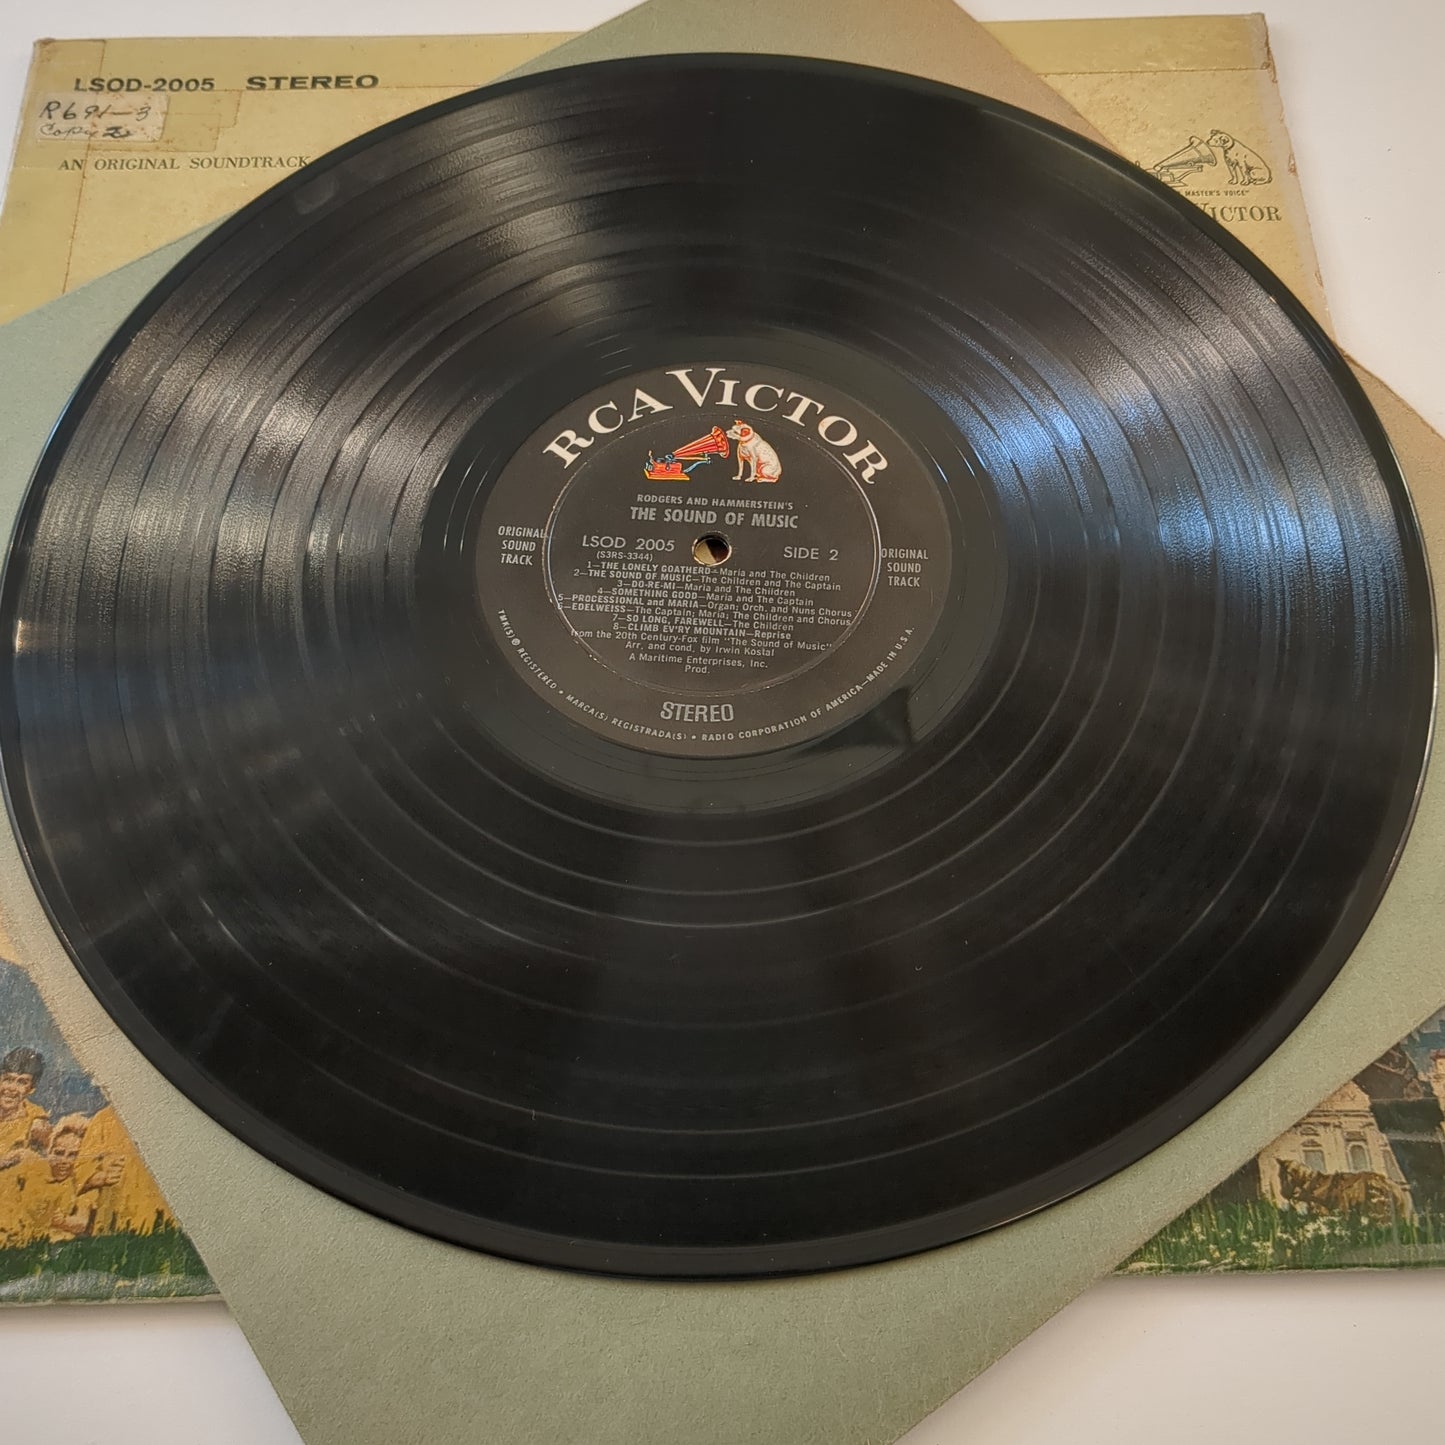 LSOD-2005 STEREO
R691-3
Copy 2
AN ORIGINAL SOUNDTRACK
MASTER'S VOICE"
VICTOR
RCA VICTOR
RODGERS AND HAMMERSTEIN'S
THE SOUND OF MUSIC
ORIGINAL
SOUND
TRACK
LSOD 2005
(S3RS-3344)
SIDE 2
ORIGINAL
SOUND
TRACK
1—THE LONELY GOATHERD—Maria and The Children
2—THE SOUND OF MUSIC—The Children and The Captain
3—DO-RE-MI—Maria and The Children
4—SOMETHING GOOD—Maria and The Captain
5—PROCESSIONAL and MARIA—Organ; Orch. and Nuns Chorus
6—EDELWEISS—The Captain; Maria; The Children and Chorus
7—SO LONG, FAREWELL—The Children
8—CLIMB EV'RY MOUNTAIN—Reprise
from the 20th Century-Fox film "The Sound of Music"
Arr. and cond. by Irwin Kostal
A Maritime Enterprises, Inc.
Prod.
STEREO
TMK(S) ® REGISTERED • MARCA(S) REGISTRADA(S) • RADIO CORPORATION OF AMERICA—MADE IN U.S.A.